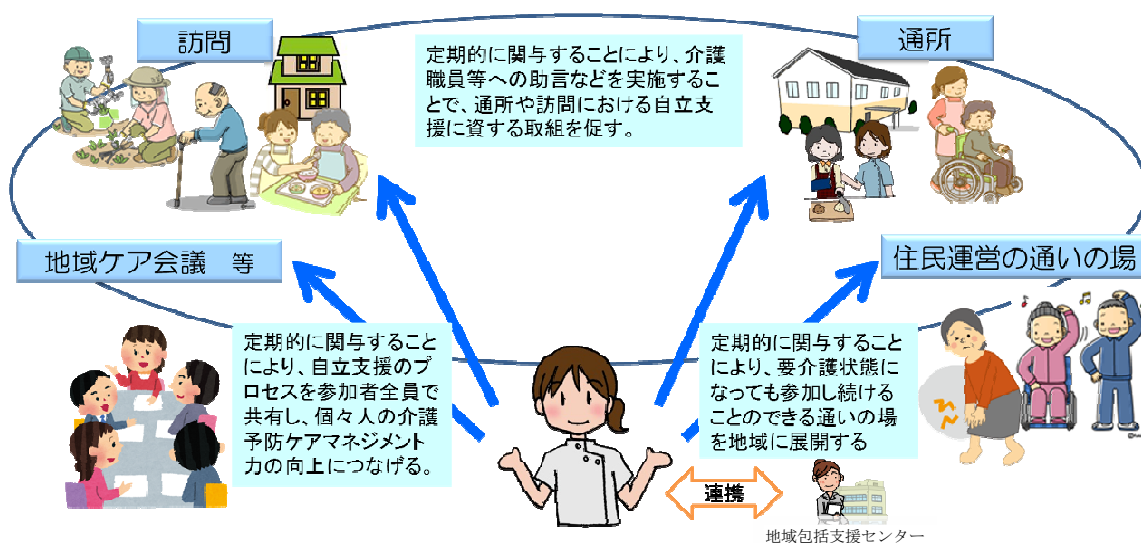 訪問
定期的に関与することにより、介護
職員等への助言などを実施するこ
とで、通所や訪問における自立支
援に資する取組を促す。
通所
地域ケア会議　等
住民運営の通いの場
定期的に関与すること
により、自立支援のプ
ロセスを参加者全員で
共有し、個々人の介護
予防ケアマネジメント
力の向上につなげる。
定期的に関与すること
により、要介護状態に
なっても参加し続ける
ことのできる通いの場
を地域に展開する
連携
地域包括支援センター